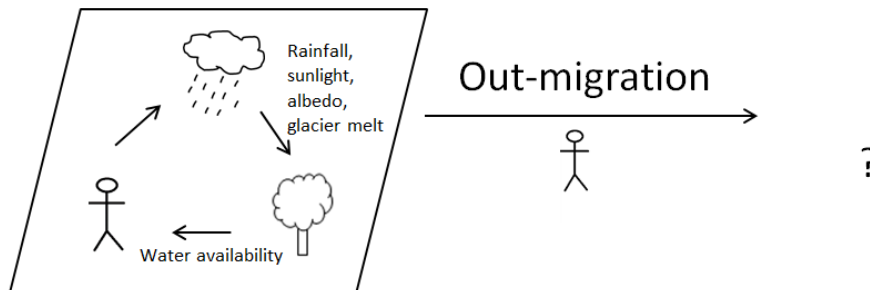 Rainfall,
sunlight,
albedo,
glacier melt
Out-migration
Water availability
?